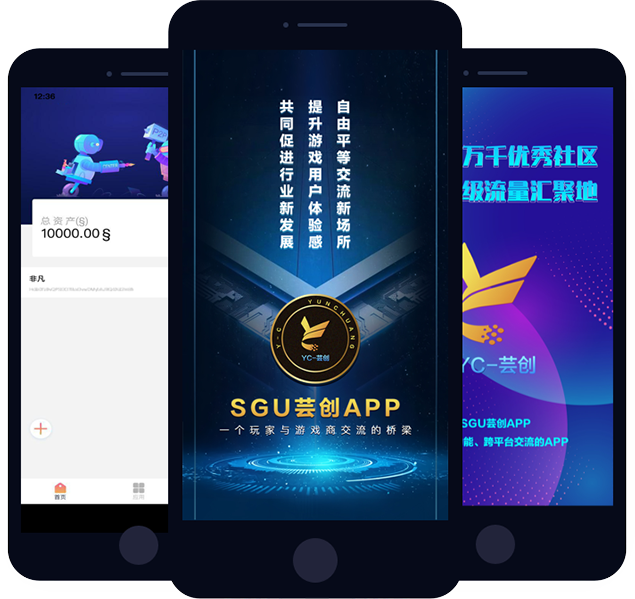 12:36
总资产(§)
10000.00 §
非凡
首页
应用
自由平等交流新场所
提升游戏用户体验感
共同促进行业新发展
Y-C YUNCHUANG
YC-芸创
SGU芸创APP
一个玩家与游戏商交流的桥梁
万千优秀社区
级流量汇聚地
YC-芸创
SGU芸创APP
能、跨平台交流的APP